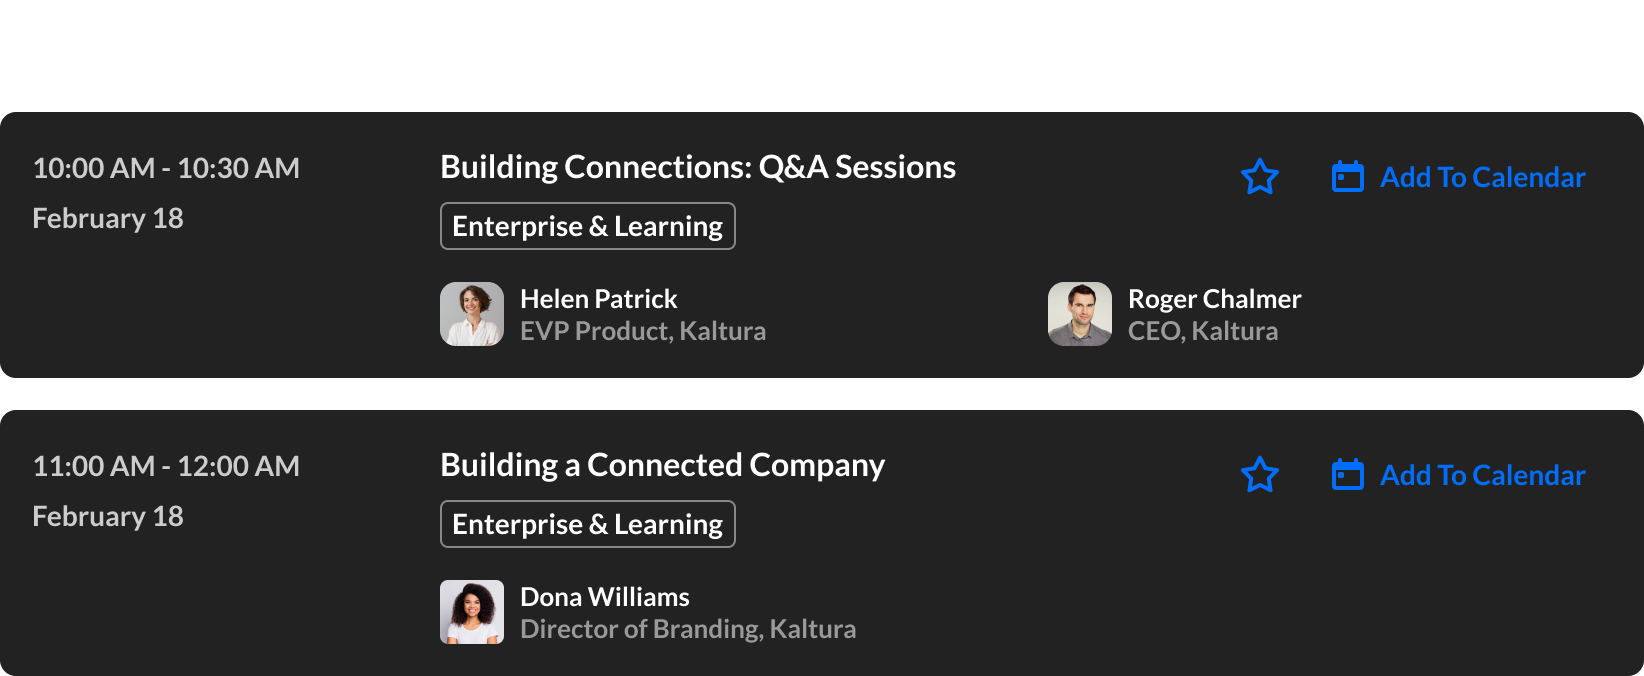 10:00 AM - 10:30 AM
February 18
Building Connections: Q&A Sessions
Add To Calendar
Enterprise & Learning
Helen Patrick
EVP Product, Kaltura
Roger Chalmer
CEO, Kaltura
11:00 AM - 12:00 AM
February 18
Building a Connected Company
Add To Calendar
Enterprise & Learning
Dona Williams
Director of Branding, Kaltura